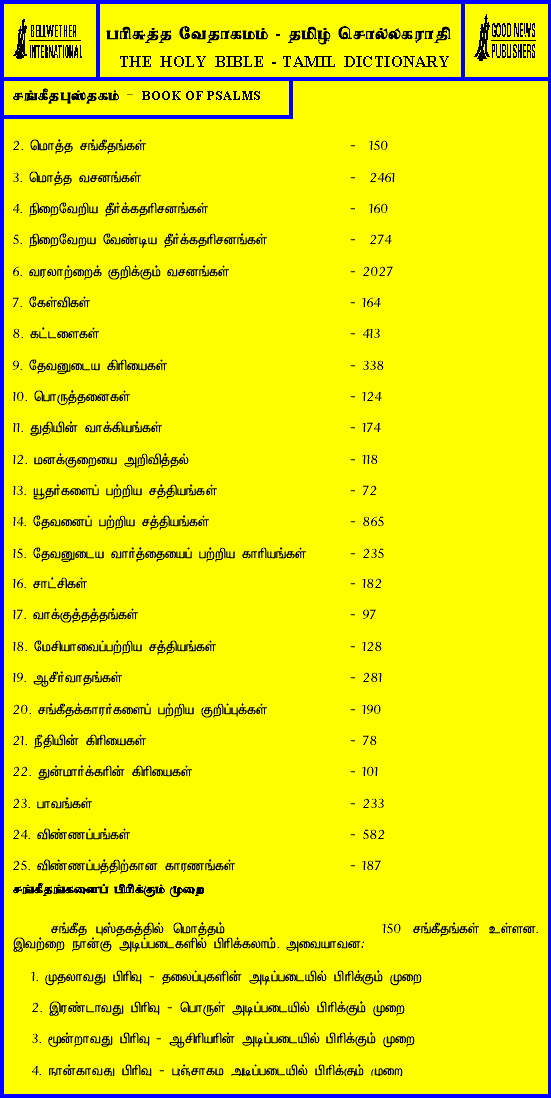 BELLWETHER
INTERNATIONAL
பரிசுத்த வேதாகமம் - தமிழ் சொல்லகராதி
THE HOLY BIBLE - TAMIL DICTIONARY
GOOD NEWS
PUBLISHERS
சங்கீதபுஸ்தகம் - BOOK OF PSALMS
2. மொத்த சங்கீதங்கள் - 150
3. மொத்த வசனங்கள் - 2461
4. நிறைவேறிய தீர்க்கதரிசனங்கள் - 160
5. நிறைவேறய வேண்டிய தீர்க்கதரிசனங்கள் - 274
6. வரலாற்றைக் குறிக்கும் வசனங்கள் - 2027
7. கேள்விகள் - 164
8. கட்டளைகள் - 413
9. தேவனுடைய கிரியைகள் - 338
10. பொருத்தனைகள் - 124
11. துதியின் வாக்கியங்கள் - 174
12. மனக்குறையை அறிவித்தல் - 118
13. யூதர்களைப் பற்றிய சத்தியங்கள் - 72
14. தேவனைப் பற்றிய சத்தியங்கள் - 865
15. தேவனுடைய வார்த்தையைப் பற்றிய காரியங்கள் - 235
16. சாட்சிகள் - 182
17. வாக்குத்தத்தங்கள் - 97
18. மேசியாவைப்பற்றிய சத்தியங்கள் - 128
19. ஆசீர்வாதங்கள் - 281
20. சங்கீதக்காரர்களைப் பற்றிய குறிப்புக்கள் - 190
21. நீதியின் கிரியைகள் - 78
22. துன்மார்க்கரின் கிரியைகள் - 101
23. பாவங்கள் - 233
24. விண்ணப்பங்கள் - 582
25. விண்ணப்பத்திற்கான காரணங்கள் - 187
சங்கீதங்களைப் பிரிக்கும் முறை
சங்கீத புஸ்தகத்தில் மொத்தம் 150 சங்கீதங்கள் உள்ளன.
இவற்றை நான்கு அடிப்படைகளில் பிரிக்கலாம். அவையாவன:
1. முதலாவது பிரிவு - தலைப்புகளின் அடிப்படையில் பிரிக்கும் முறை
2. இரண்டாவது பிரிவு - பொருள் அடிப்படையில் பிரிக்கும் முறை
3. மூன்றாவது பிரிவு - ஆசிரியரின் அடிப்படையில் பிரிக்கும் முறை
4. நான்காவது பிரிவு - பஞ்சாகம அடிப்படையில் பிரிக்கும் முறை